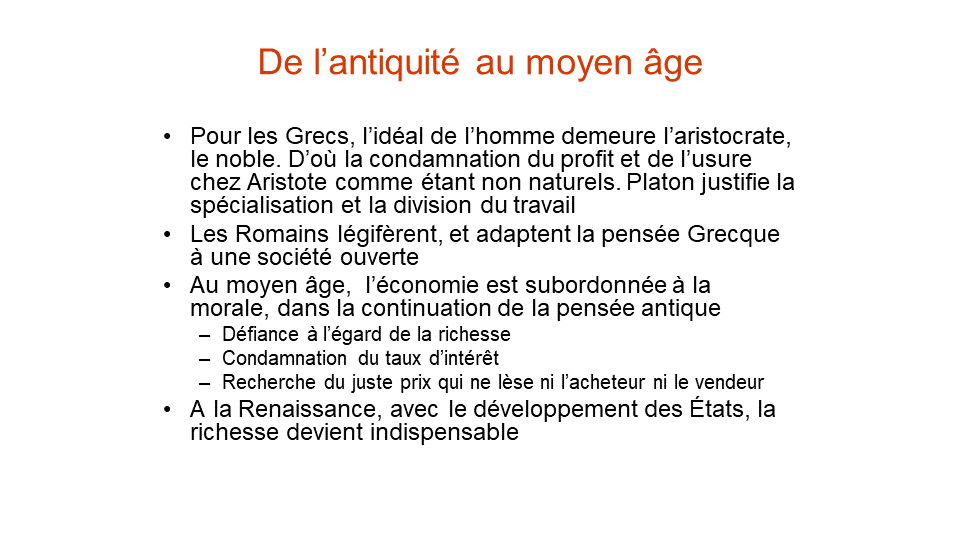 De l’antiquité au moyen âge
• Pour les Grecs, l’idéal de l’homme demeure l’aristocrate,
le noble. D’où la condamnation du profit et de l’usure
chez Aristote comme étant non naturels. Platon justifie la
spécialisation et la division du travail
• Les Romains légifèrent, et adaptent la pensée Grecque
à une société ouverte
• Au moyen âge,  l’économie est subordonnée à la
morale, dans la continuation de la pensée antique
– Défiance à l’égard de la richesse
– Condamnation  du taux d’intérêt
– Recherche du juste prix qui ne lèse ni l’acheteur ni le vendeur
• A la Renaissance, avec le développement des États, la
richesse devient indispensable